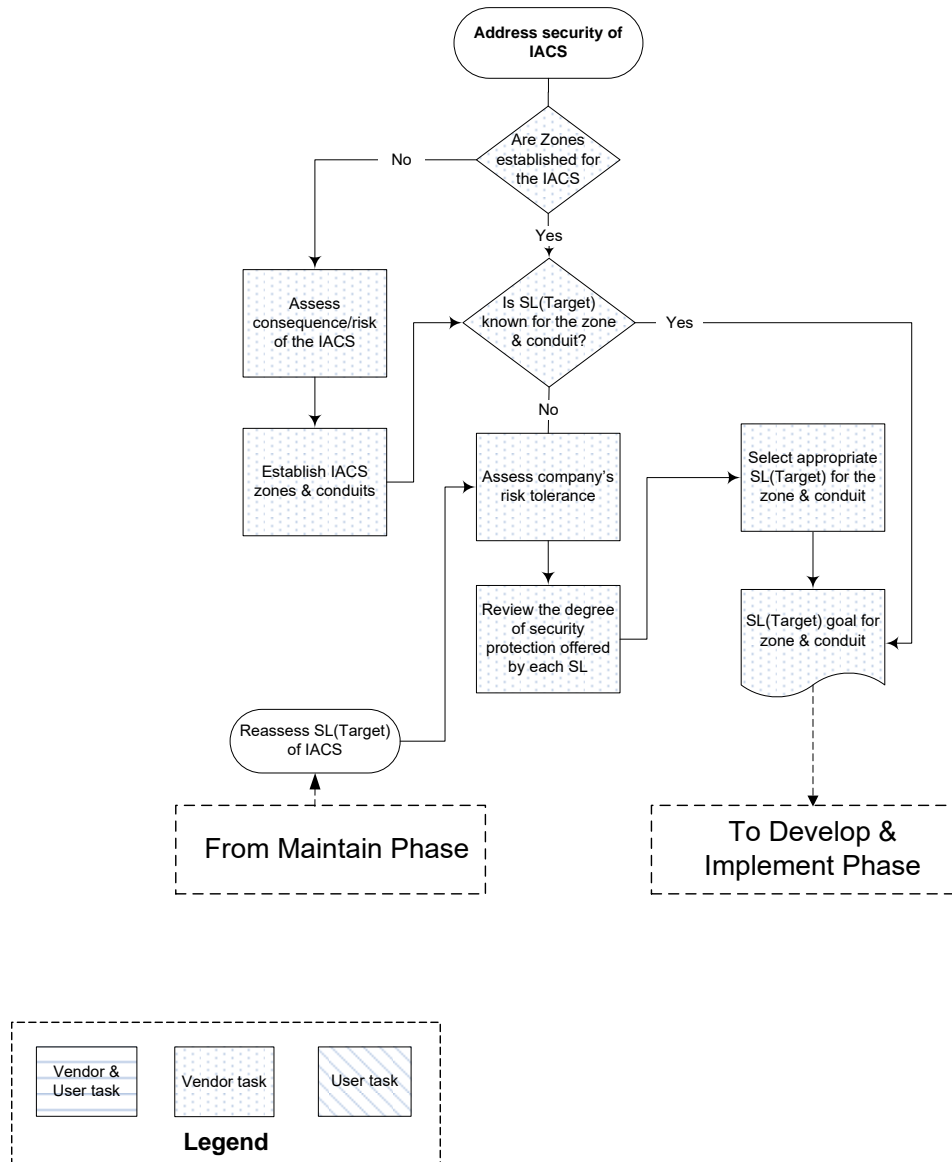 Address security of
IACS
Are Zones
established for
the IACS
No
Yes
Assess
consequence/risk
of the IACS
Is SL(Target)
known for the zone
& conduit?
Yes
No
Establish IACS
zones & conduits
Assess company’s
risk tolerance
Select appropriate
SL(Target) for the
zone & conduit
Review the degree
of security
protection offered
by each SL
SL(Target) goal for
zone & conduit
Reassess SL(Target)
of IACS
From Maintain Phase
To Develop &
Implement Phase
Vendor &
User task
Vendor task
User task
Legend